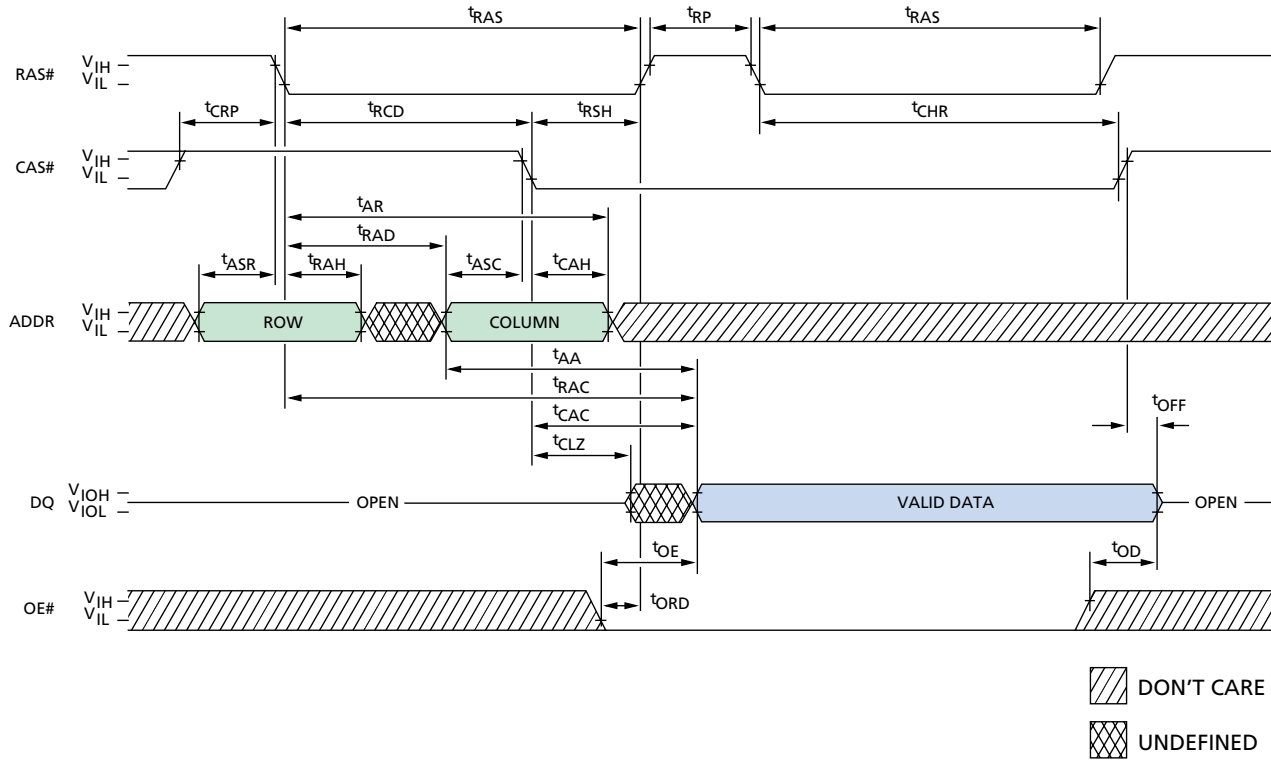 tRAS tRP tRAS
RAS# VIH
VIL
tCRP tRCD tRSH tCHR
CAS# VIH
VIL
tAR
tRAD
tASR tRAH tASC tCAH
ADDR VIH
VIL
ROW COLUMN
tAA
tRAC
tCAC tOFF
tCLZ
DQ VIOH
VIOL
OPEN VALID DATA OPEN
tOE tOD
OE# VIH
VIL
tORD
DON'T CARE
UNDEFINED